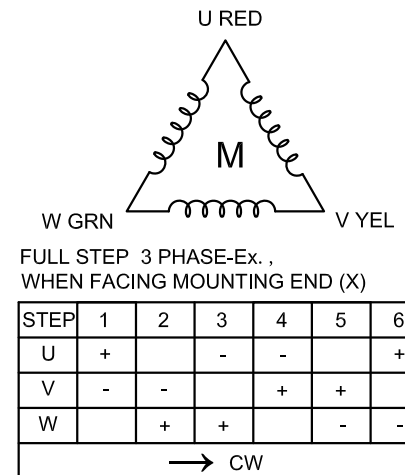 U RED
M
W GRN
V YEL
FULL STEP 3 PHASE-Ex. ,
WHEN FACING MOUNTING END (X)
STEP 1 2 3 4 5 6
U + - - +
V - - + +
W + + - -
→ CW